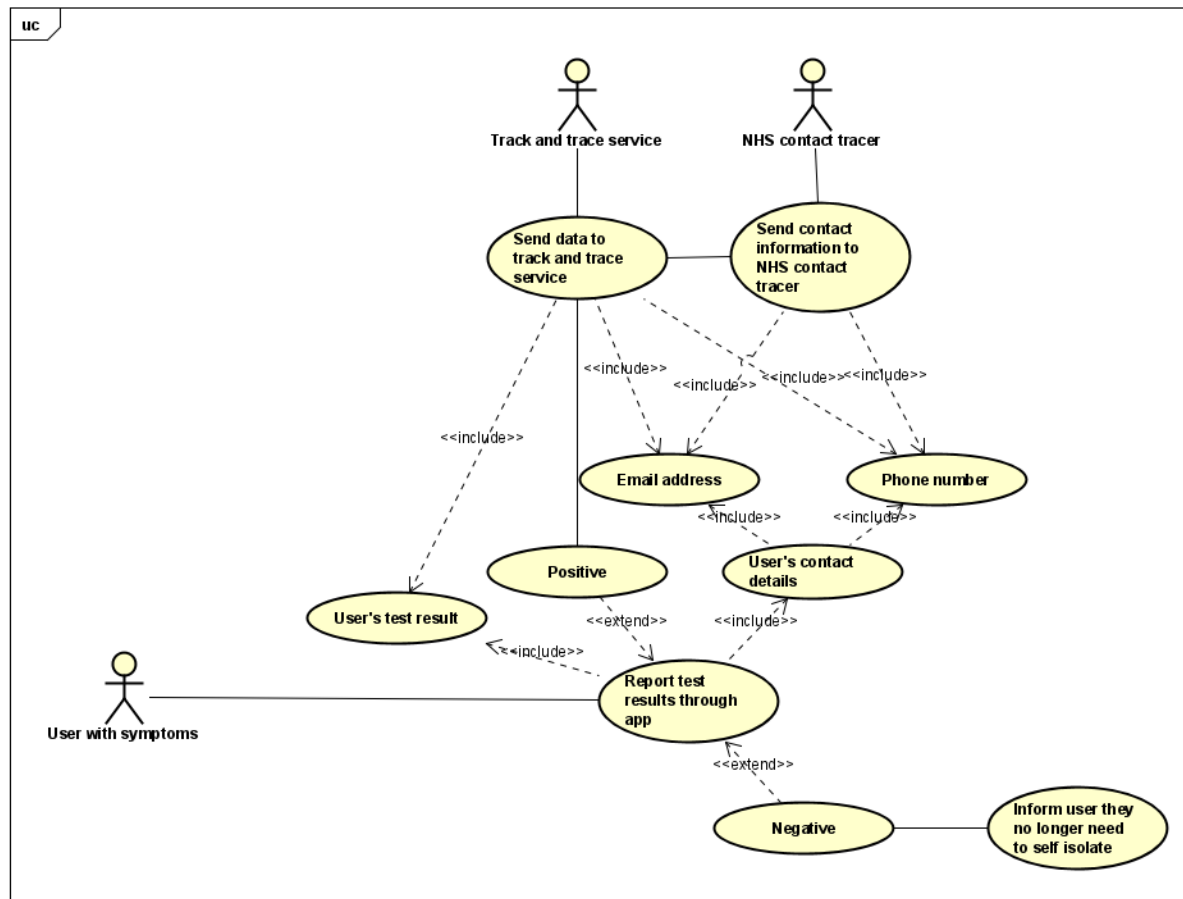 uc
Track and trace service
NHS contact tracer
Send data to
track and trace
service
Send contact
information to
NHS contact
tracer
<<include>>
<<include>>
<<include>>
<<include>>
<<include>>
Email address
Phone number
<<include>>
<<include>>
Positive
User's contact
details
User's test result
<<extend>>
<<include>>
<<include>>
Report test
results through
app
User with symptoms
<<extend>>
Negative
Inform user they
no longer need
to self isolate